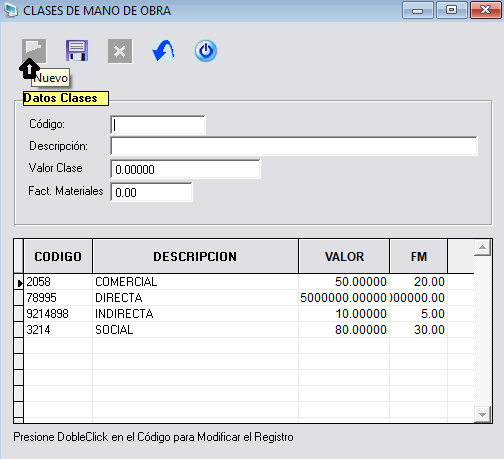 CLASES DE MANO DE OBRA
Nuevo
Datos Clases
Código:
Descripción:
Valor Clase 0.00000
Fact. Materiales 0.00
CODIGO DESCRIPCION VALOR FM
2058 COMERCIAL 50.00000 20.00
78995 DIRECTA 5000000.00000 000000.00
9214898 INDIRECTA 10.00000 5.00
3214 SOCIAL 80.00000 30.00
Presione DobleClick en el Código para Modificar el Registro